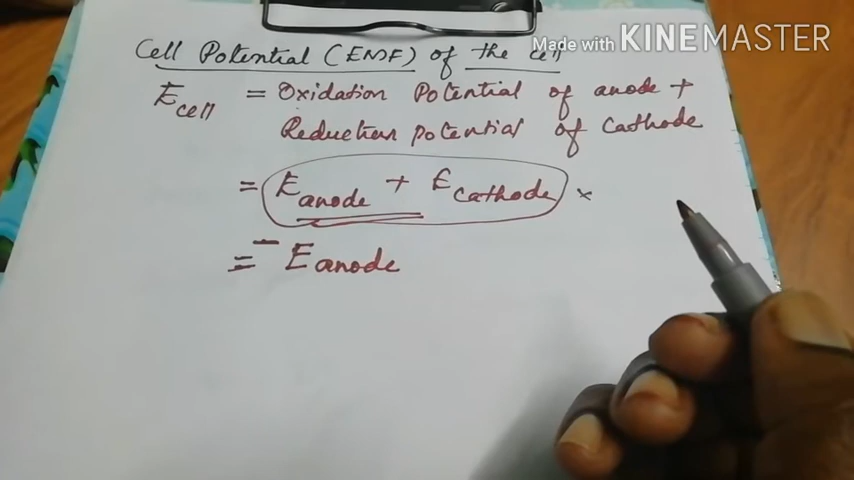 Made with KINEMASTER
Cell Potential (EMF) of the cell
Ecell = Oxidation Potential of anode +
Reduction potential of Cathode
= Eanode + Ecathode ×
= - Eanode